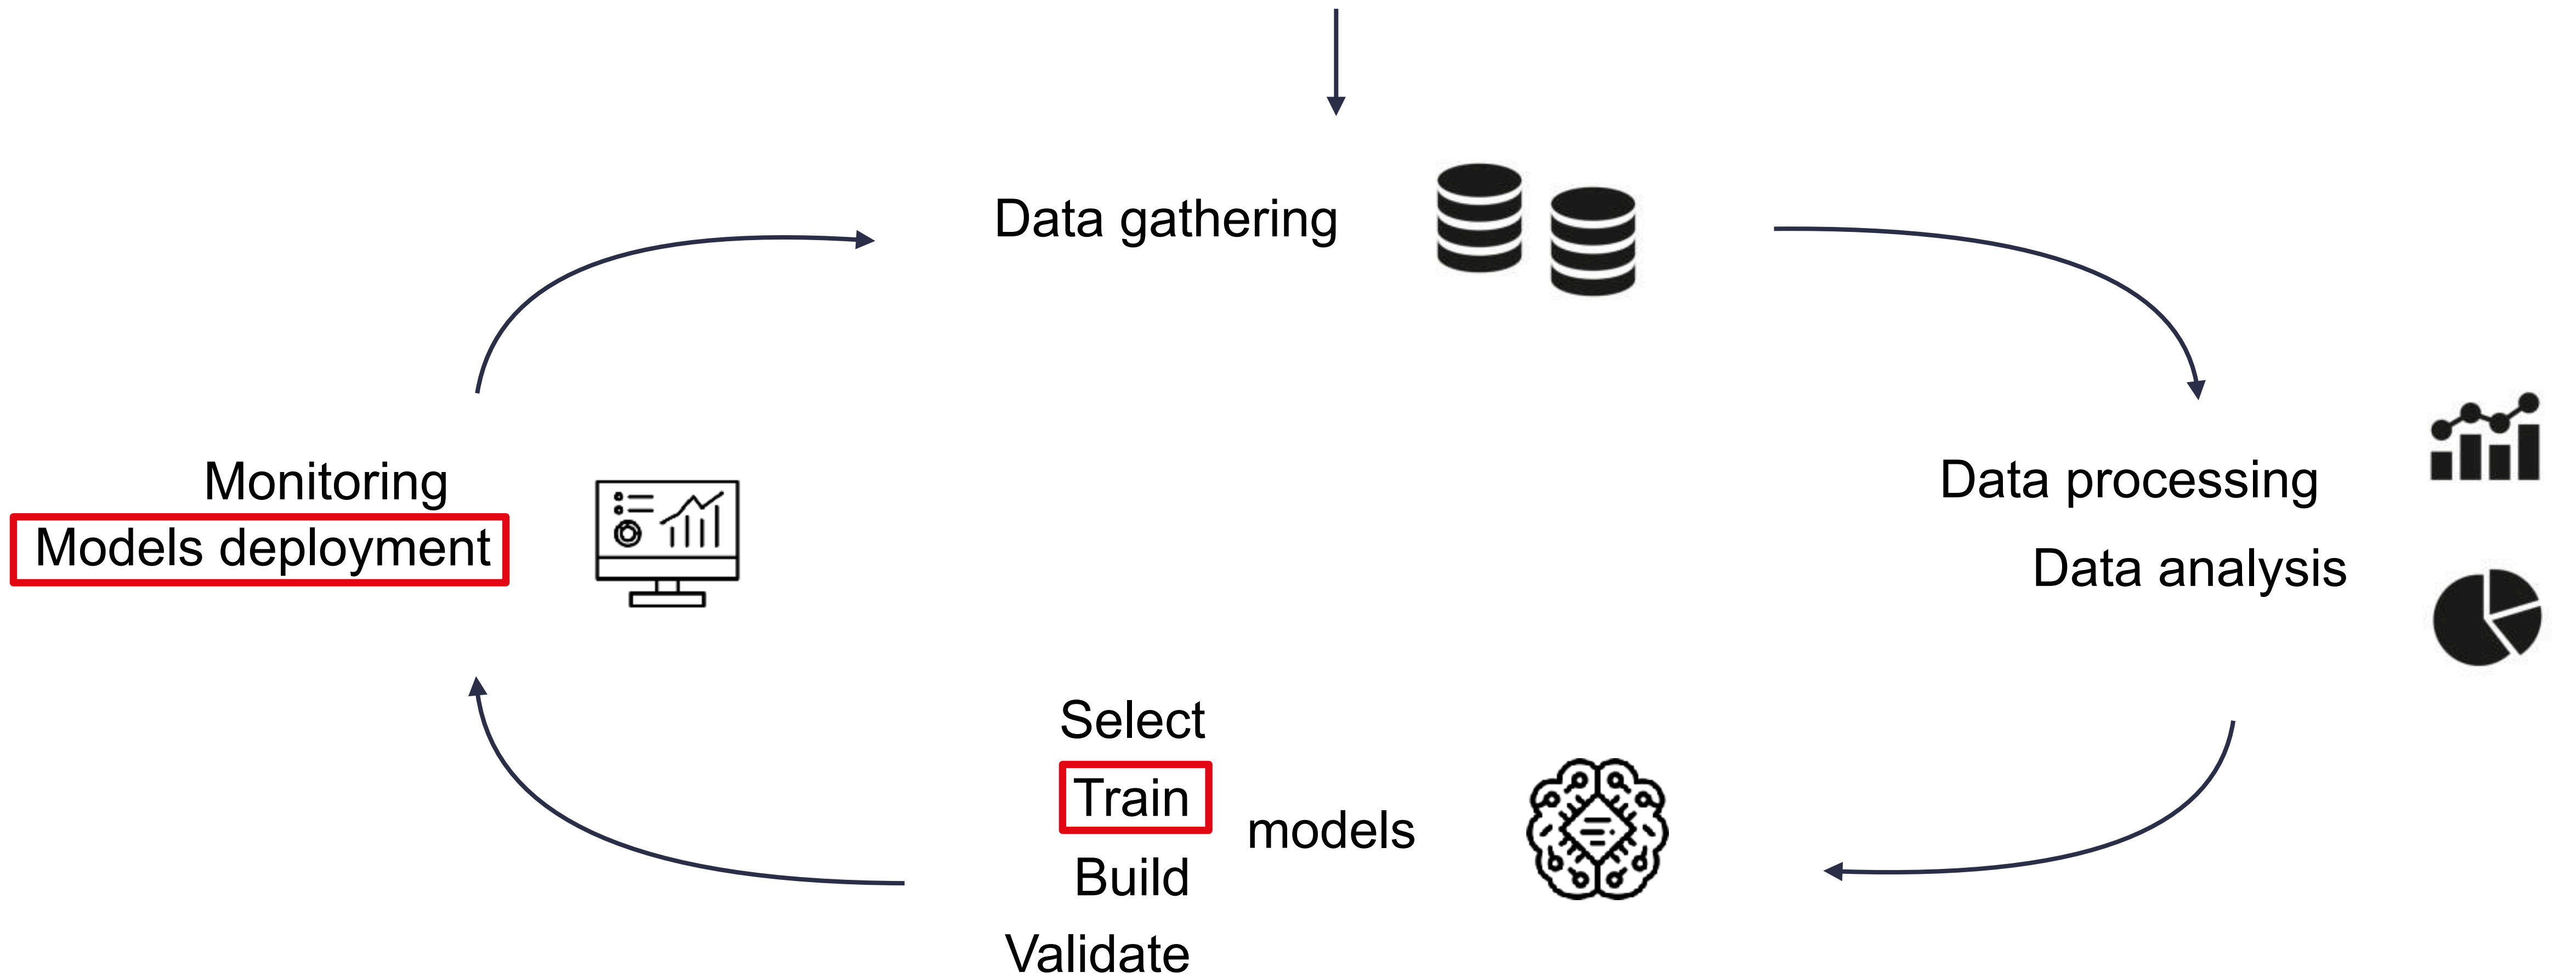 Data gathering
Monitoring
Models deployment
Data processing
Data analysis
Select
Train
models
Build
Validate